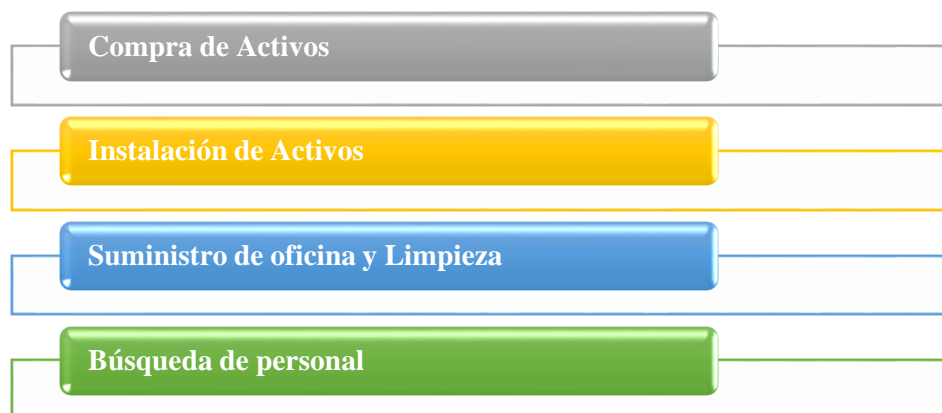 Compra de Activos
Instalación de Activos
Suministro de oficina y Limpieza
Búsqueda de personal